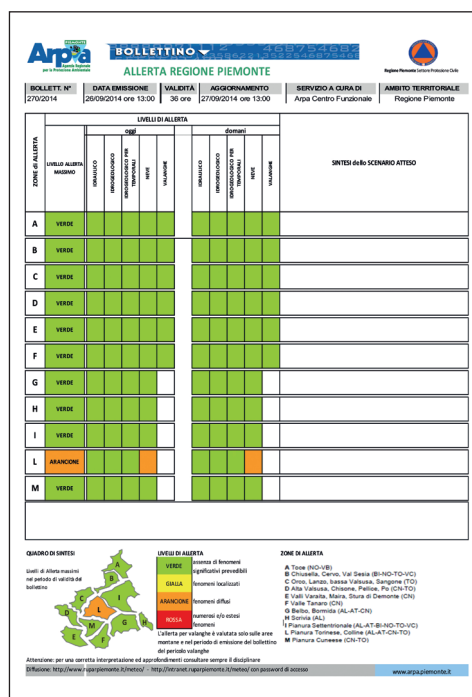 PIEMONTE
Arpa
Agenzia Regionale
per la Protezione Ambientale
BOLLETTINO
ALLERTA REGIONE PIEMONTE
Regione Piemonte Settore Protezione Civile
BOLLETT. N° DATA EMISSIONE VALIDITÀ AGGIORNAMENTO SERVIZIO A CURA DI AMBITO TERRITORIALE
270/2014 26/09/2014 ore 13:00 36 ore 27/09/2014 ore 13:00 Arpa Centro Funzionale Regione Piemonte
LIVELLI DI ALLERTA
oggi domani
ZONE di ALLERTA
LIVELLO ALLERTA
MASSIMO
IDRAULICO
IDROGEOLOGICO
IDROGEOLOGICO PER
TEMPORALI
NEVE
VALANGHE
IDRAULICO
IDROGEOLOGICO
IDROGEOLOGICO PER
TEMPORALI
NEVE
VALANGHE
SINTESI dello SCENARIO ATTESO
A VERDE
B VERDE
C VERDE
D VERDE
E VERDE
F VERDE
G VERDE
H VERDE
I VERDE
L ARANCIONE
M VERDE
QUADRO DI SINTESI
Livelli di Alleta massimi
nel periodo di validità del
bollettino
A
B
C
I
D
L
G
H
M
E
F
LIVELLI DI ALLERTA
VERDE assenza di fenomeni
significativi prevedibili
GIALLA fenomeni localizzati
ARANCIONE fenomeni diffusi
ROSSA numerosi e/o estesi
fenomeni
L'allerta per valanghe è valutata solo sulle aree
montane e nel periodo di emissione del bollettino
del pericolo valanghe
ZONE DI ALLERTA
A Toce (NO-VB)
B Chiusella, Cervo, Val Sesia (BI-NO-TO-VC)
C Orco, Lanzo, bassa Valsusa, Sangone (TO)
D Alta Valsusa, Chisone, Pellice, Po (CN-TO)
E Valli Varaita, Maira, Stura di Demonte (CN)
F Valle Tanaro (CN)
G Belbo, Bormida (AL-AT-CN)
H Scrivia (AL)
I Pianura Settentrionale (AL-AT-BI-NO-TO-VC)
L Pianura Torinese, Colline (AL-AT-CN-TO)
M Pianura Cuneese (CN-TO)
Attenzione: per una corretta interpretazione ed approfondimenti consultare sempre il disciplinare
Diffusione: http://www.ruparpiemonte.it/meteo/ - http://intranet.ruparpiemonte.it/meteo/ con password di accesso
www.arpa.piemonte.it